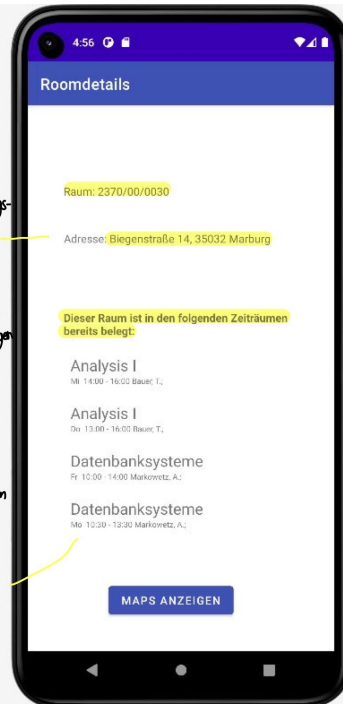 4:56
Roomdetails
Raum: 2370/00/0030
Adresse: Biegenstraße 14, 35032 Marburg
Dieser Raum ist in den folgenden Zeiträumen
bereits belegt:
Analysis I
Mi 14:00 - 16:00 Bauer, T.;
Analysis I
Do 13:00 - 16:00 Bauer, T.;
Datenbanksysteme
Fr 10:00 - 14:00 Markowetz, A.;
Datenbanksysteme
Mo 10:30 - 13:30 Markowetz, A.;
MAPS ANZEIGEN